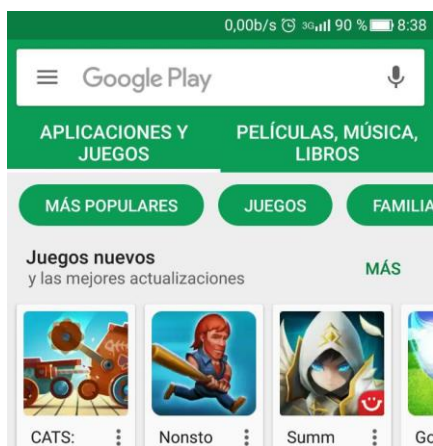 0,00b/s 3G 90 % 8:38
Google Play
APLICACIONES Y JUEGOS
PELÍCULAS, MÚSICA, LIBROS
MÁS POPULARES JUEGOS FAMILIA
Juegos nuevos
y las mejores actualizaciones
MÁS
CATS: Nonsto Summ Go